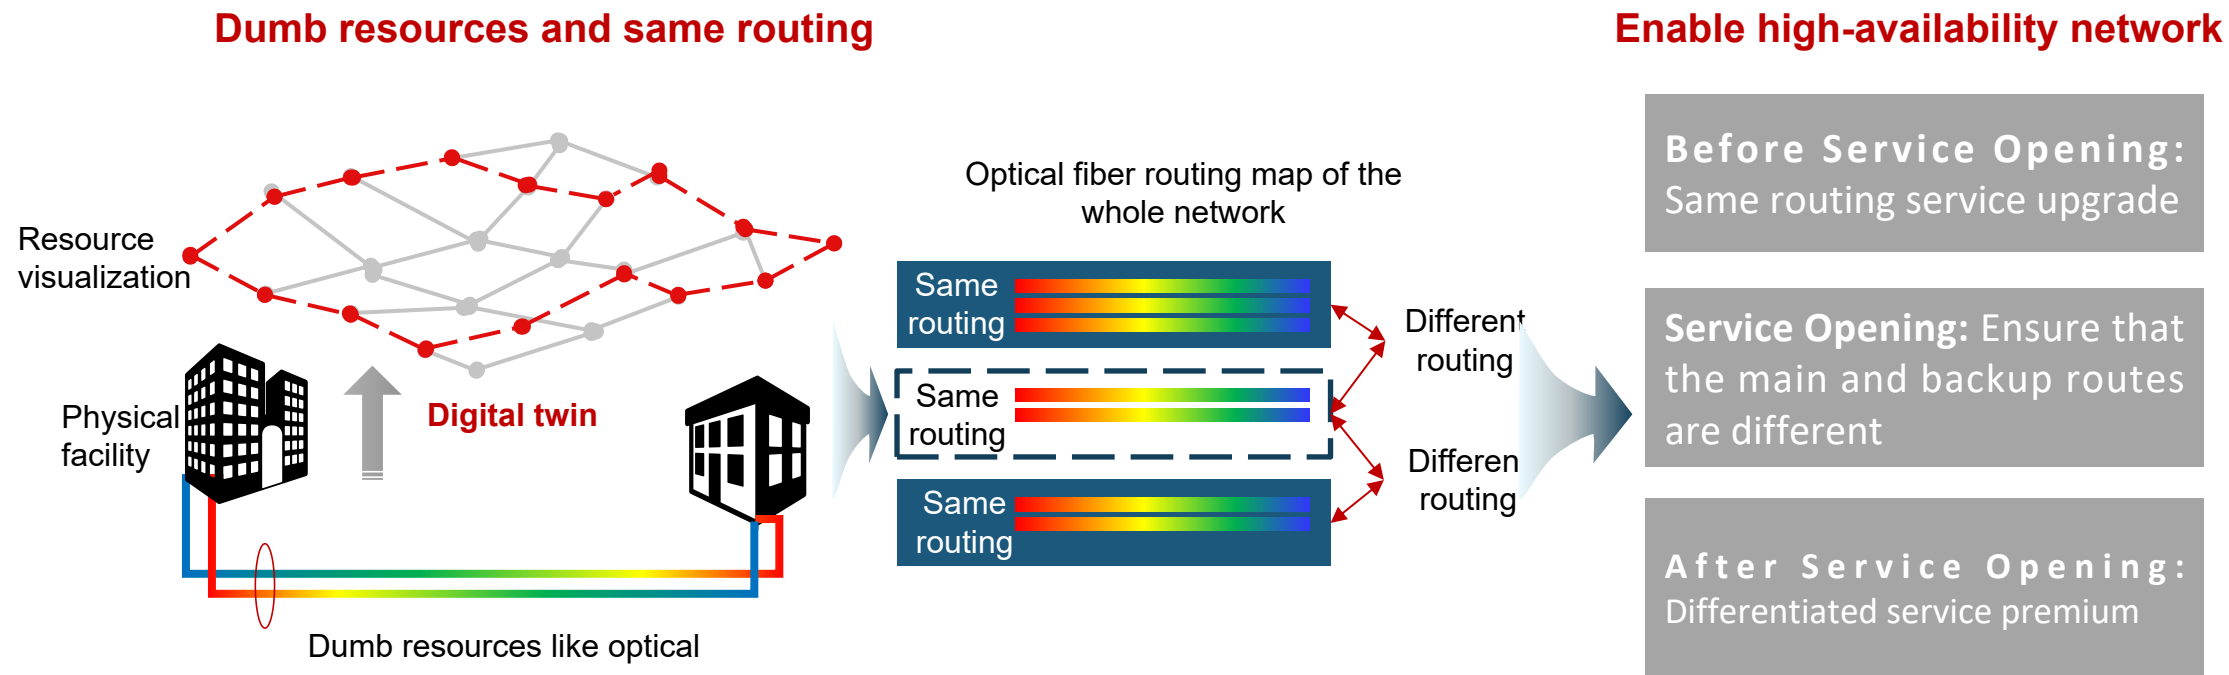 Dumb resources and same routing
Enable high-availability network
Resource
visualization
Physical
facility
Digital twin
Dumb resources like optical
Optical fiber routing map of the
whole network
Same
routing
Same
routing
Same
routing
Different
routing
Differen
routing
Before Service Opening:
Same routing service upgrade
Service Opening: Ensure that
the main and backup routes
are different
After Service Opening:
Differentiated service premium